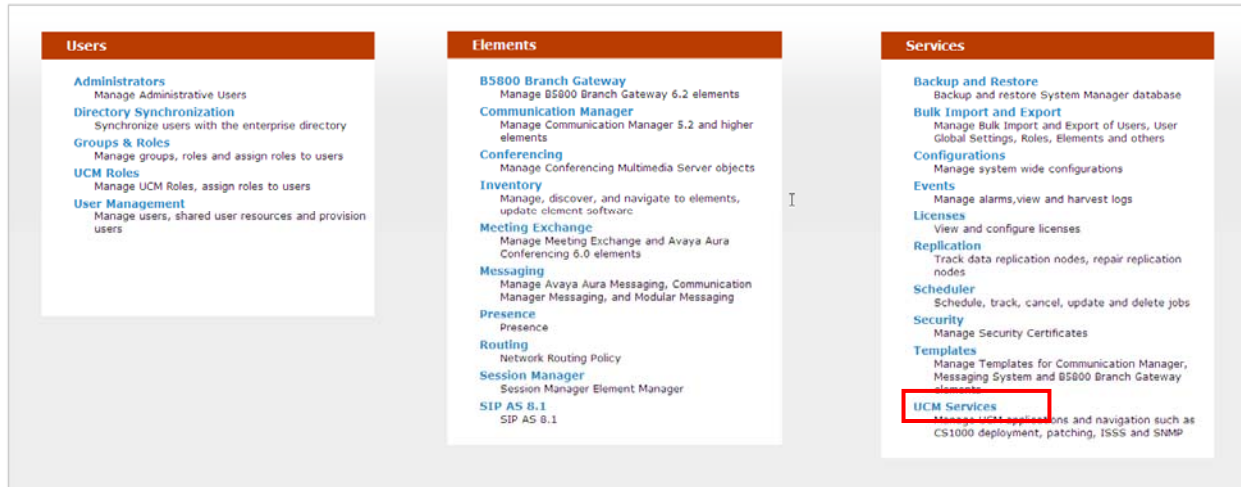 Users
Administrators
Manage Administrative Users
Directory Synchronization
Synchronize users with the enterprise directory
Groups & Roles
Manage groups, roles and assign roles to users
UCM Roles
Manage UCM Roles, assign roles to users
User Management
Manage users, shared user resources and provision
users
Elements
B5800 Branch Gateway
Manage B5800 Branch Gateway 6.2 elements
Communication Manager
Manage Communication Manager 5.2 and higher
elements
Conferencing
Manage Conferencing Multimedia Server objects
Inventory
Manage, discover, and navigate to elements,
update element software
Meeting Exchange
Manage Meeting Exchange and Avaya Aura
Conferencing 6.0 elements
Messaging
Manage Avaya Aura Messaging, Communication
Manager Messaging, and Modular Messaging
Presence
Presence
Routing
Network Routing Policy
Session Manager
Session Manager Element Manager
SIP AS 8.1
SIP AS 8.1
Services
Backup and Restore
Backup and restore System Manager database
Bulk Import and Export
Manage Bulk Import and Export of Users, User
Global Settings, Roles, Elements and others
Configurations
Manage system wide configurations
Events
Manage alarms,view and harvest logs
Licenses
View and configure licenses
Replication
Track data replication nodes, repair replication
nodes
Scheduler
Schedule, track, cancel, update and delete jobs
Security
Manage Security Certificates
Templates
Manage Templates for Communication Manager,
Messaging System and B5800 Branch Gateway
elements
UCM Services
Manage UCM applications and navigation such as
CS1000 deployment, patching, ISSS and SNMP